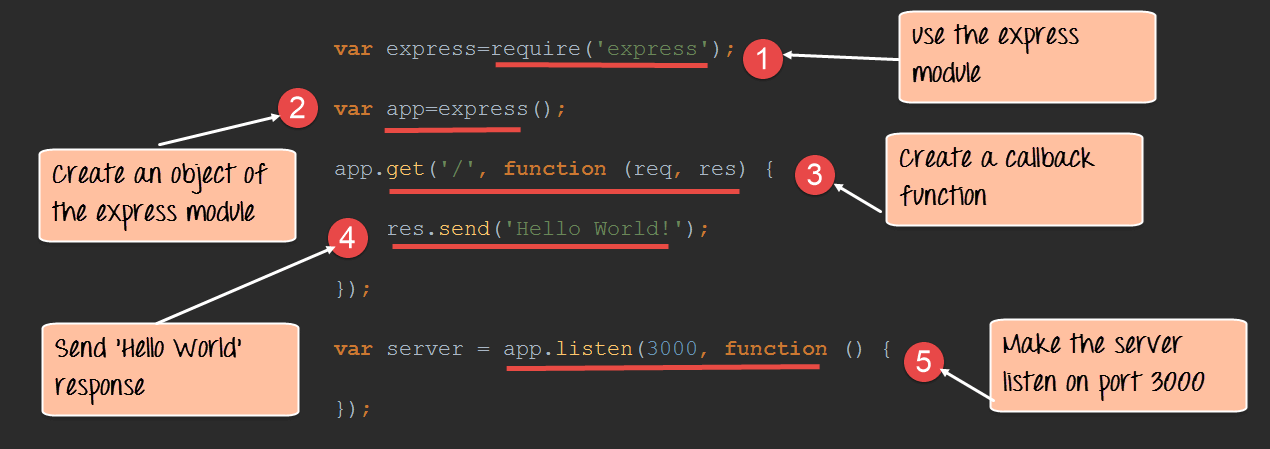 var express=require('express');
1
use the express
module
2
var app=express();
Create an object of
the express module
app.get('/', function (req, res) {
3
Create a callback
function
4
res.send('Hello World!');
});
Send 'Hello World'
response
var server = app.listen(3000, function () {
5
Make the server
listen on port 3000
});